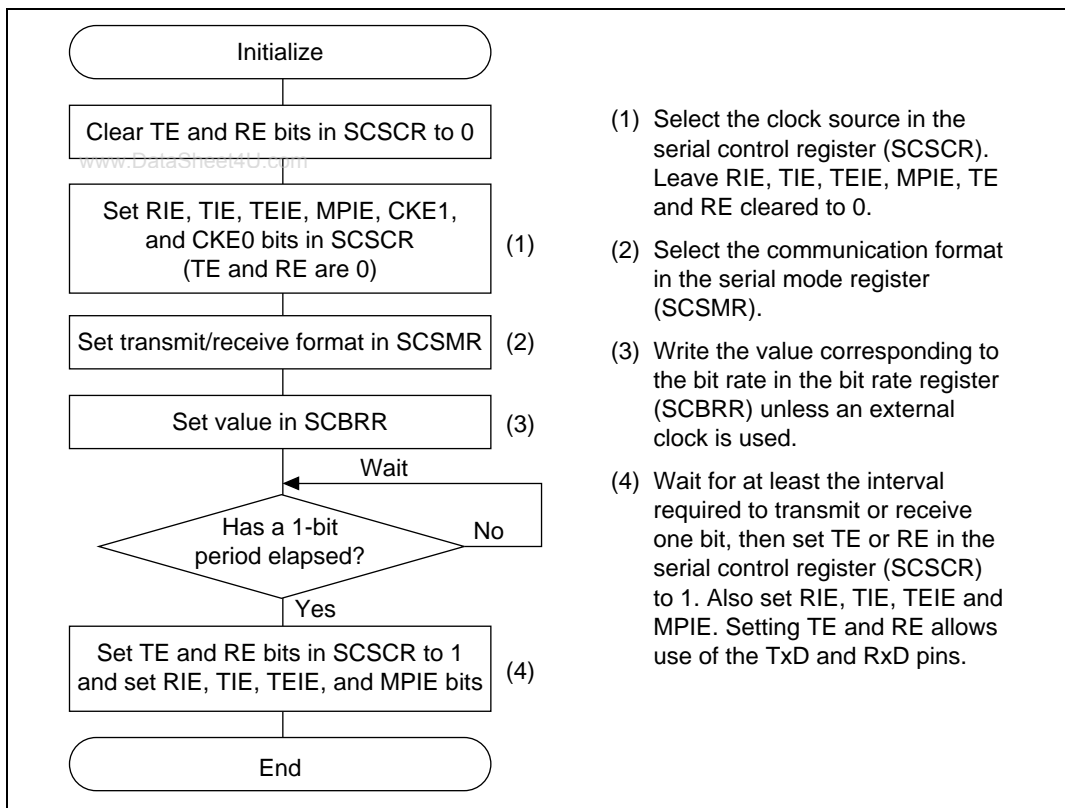 Initialize
Clear TE and RE bits in SCSCR to 0
www.DataSheet4U.com
Set RIE, TIE, TEIE, MPIE, CKE1,
and CKE0 bits in SCSCR
(TE and RE are 0)
(1)
Set transmit/receive format in SCSMR
(2)
Set value in SCBRR
(3)
Wait
Has a 1-bit
period elapsed?
No
Yes
Set TE and RE bits in SCSCR to 1
and set RIE, TIE, TEIE, and MPIE bits
(4)
End
(1) Select the clock source in the
serial control register (SCSCR).
Leave RIE, TIE, TEIE, MPIE, TE
and RE cleared to 0.
(2) Select the communication format
in the serial mode register
(SCSMR).
(3) Write the value corresponding to
the bit rate in the bit rate register
(SCBRR) unless an external
clock is used.
(4) Wait for at least the interval
required to transmit or receive
one bit, then set TE or RE in the
serial control register (SCSCR)
to 1. Also set RIE, TIE, TEIE and
MPIE. Setting TE and RE allows
use of the TxD and RxD pins.